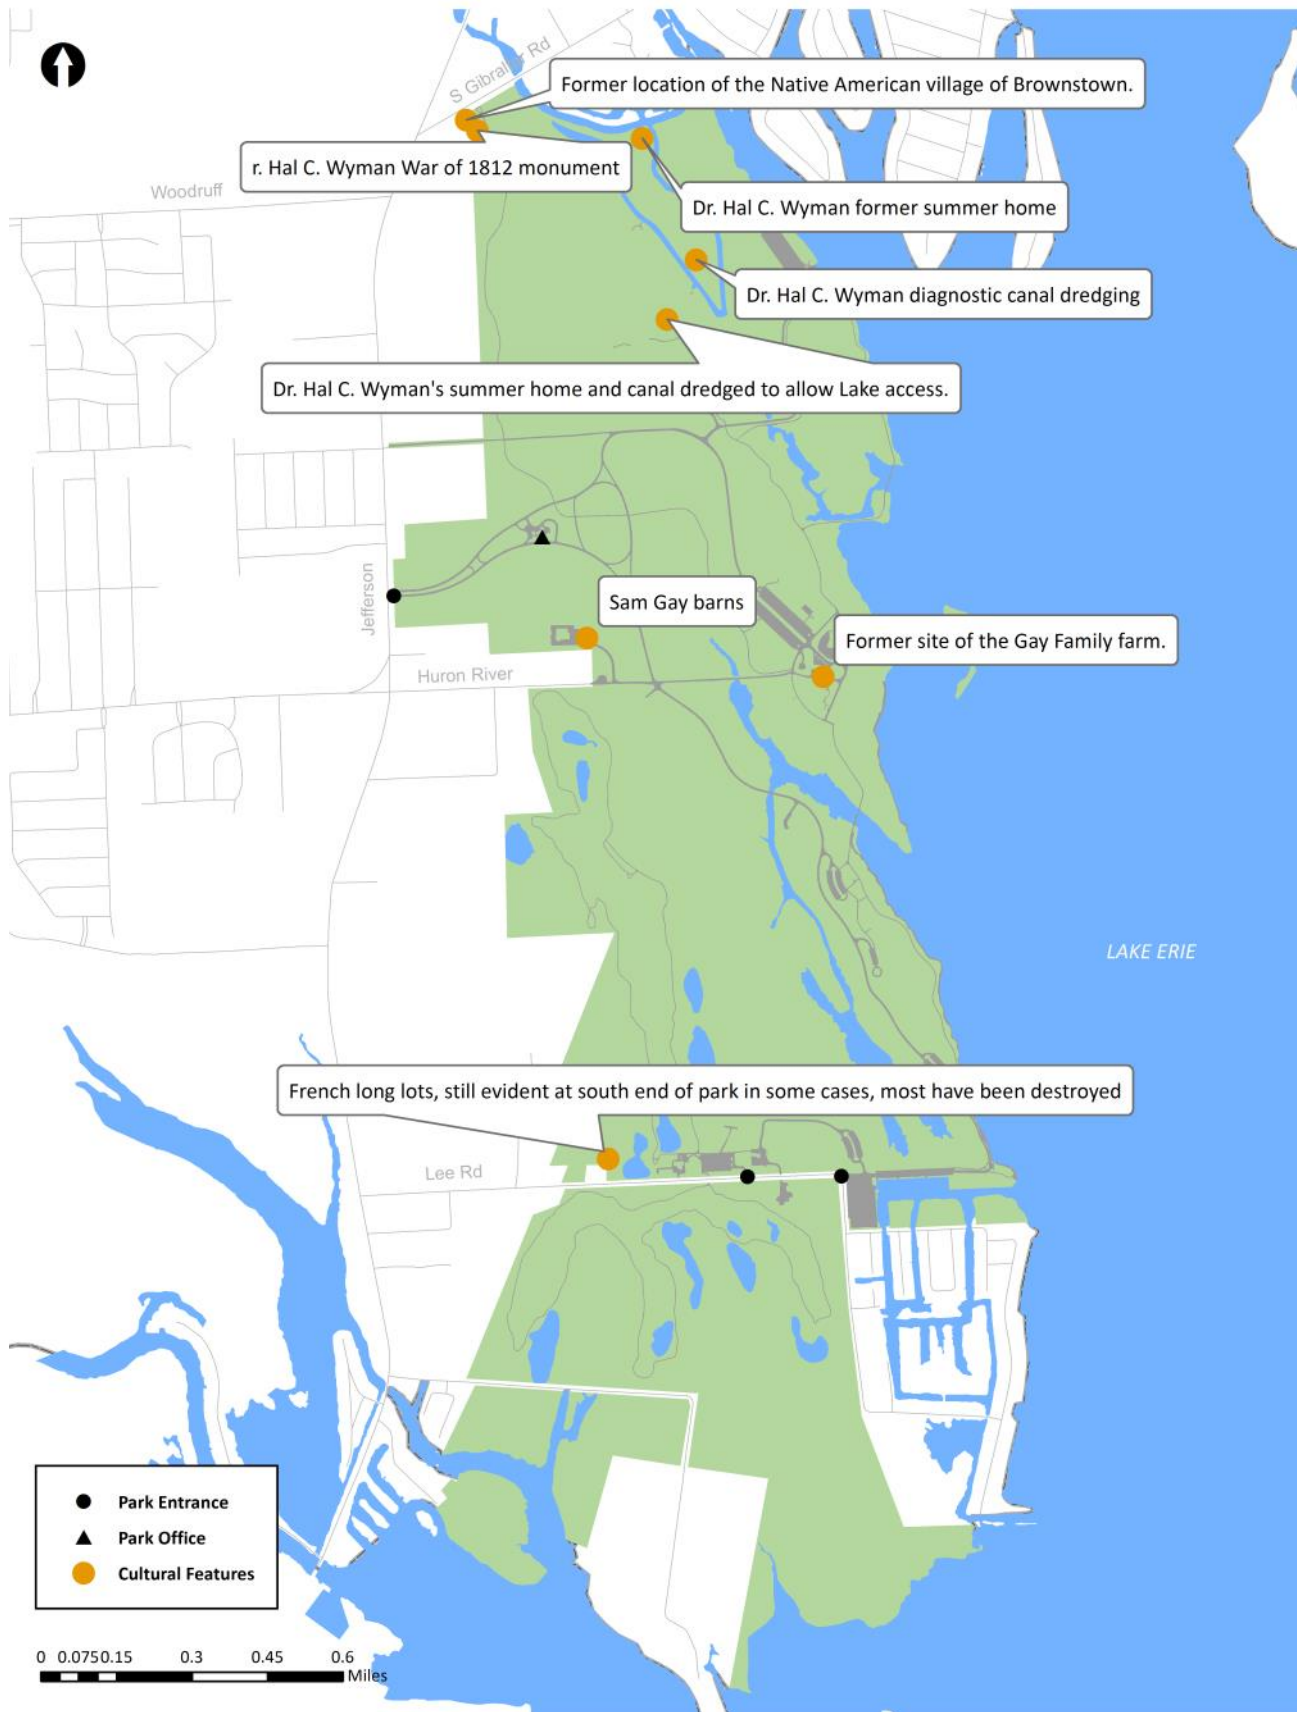 S Gibral r Rd
Former location of the Native American village of Brownstown.
r. Hal C. Wyman War of 1812 monument
Woodruff
Dr. Hal C. Wyman former summer home
Dr. Hal C. Wyman diagnostic canal dredging
Dr. Hal C. Wyman's summer home and canal dredged to allow Lake access.
Jefferson
Sam Gay barns
Former site of the Gay Family farm.
Huron River
LAKE ERIE
French long lots, still evident at south end of park in some cases, most have been destroyed
Lee Rd
Park Entrance
Park Office
Cultural Features
0 0.075 0.15 0.3 0.45 0.6
Miles